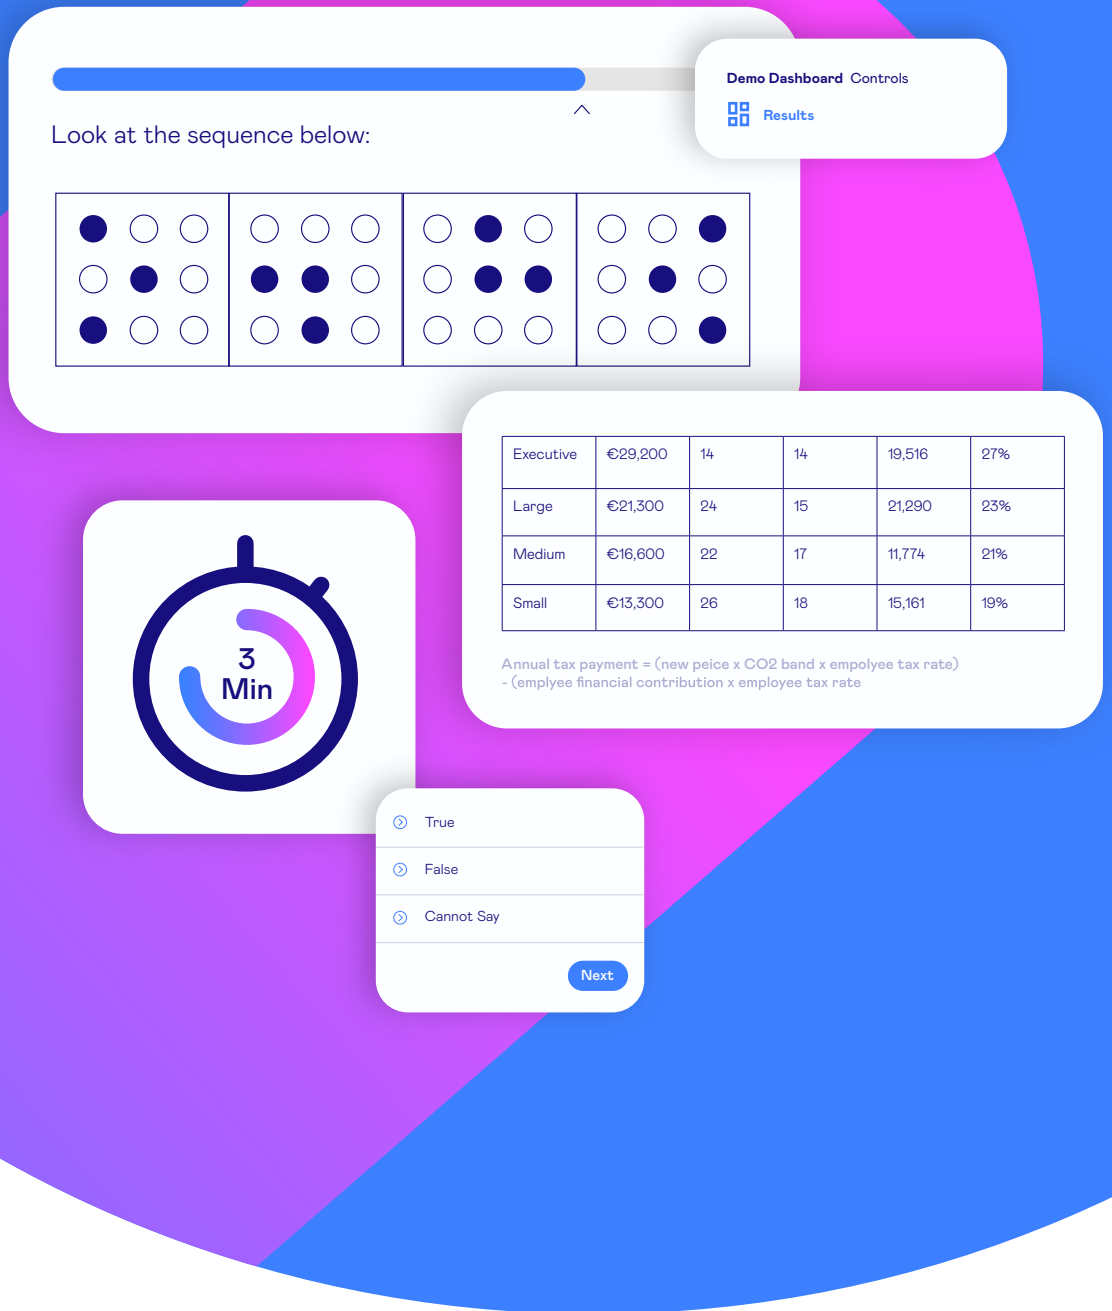 Demo Dashboard Controls
Results
Look at the sequence below:
Executive €29,200 14 14 19,516 27%
Large €21,300 24 15 21,290 23%
Medium €16,600 22 17 11,774 21%
Small €13,300 26 18 15,161 19%
Annual tax payment = (new peice x CO2 band x empolyee tax rate)
- (emplyee financial contribution x employee tax rate
3
Min
True
False
Cannot Say
Next